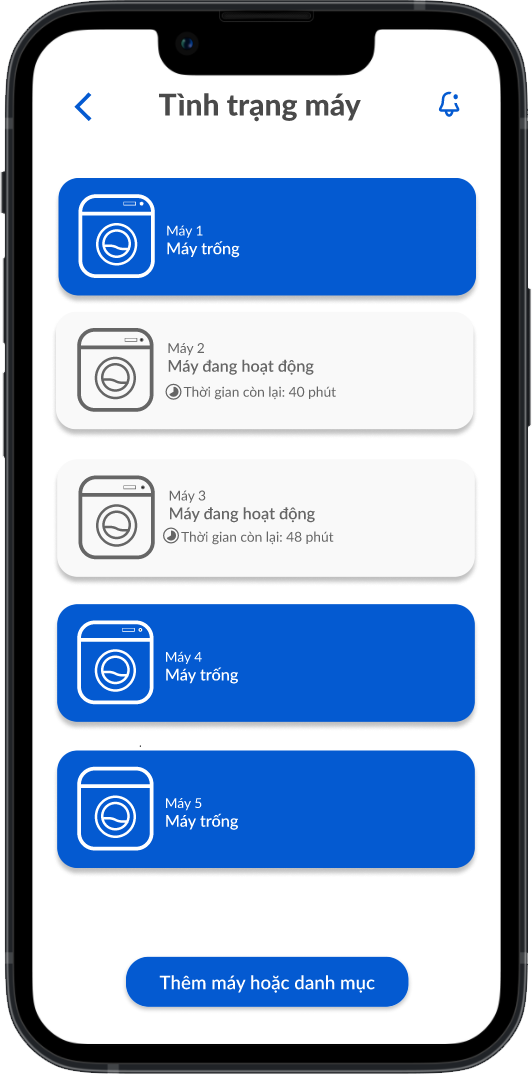 Tình trạng máy
Máy 1
Máy trống
Máy 2
Máy đang hoạt động
Thời gian còn lại: 40 phút
Máy 3
Máy đang hoạt động
Thời gian còn lại: 48 phút
Máy 4
Máy trống
Máy 5
Máy trống
Thêm máy hoặc danh mục